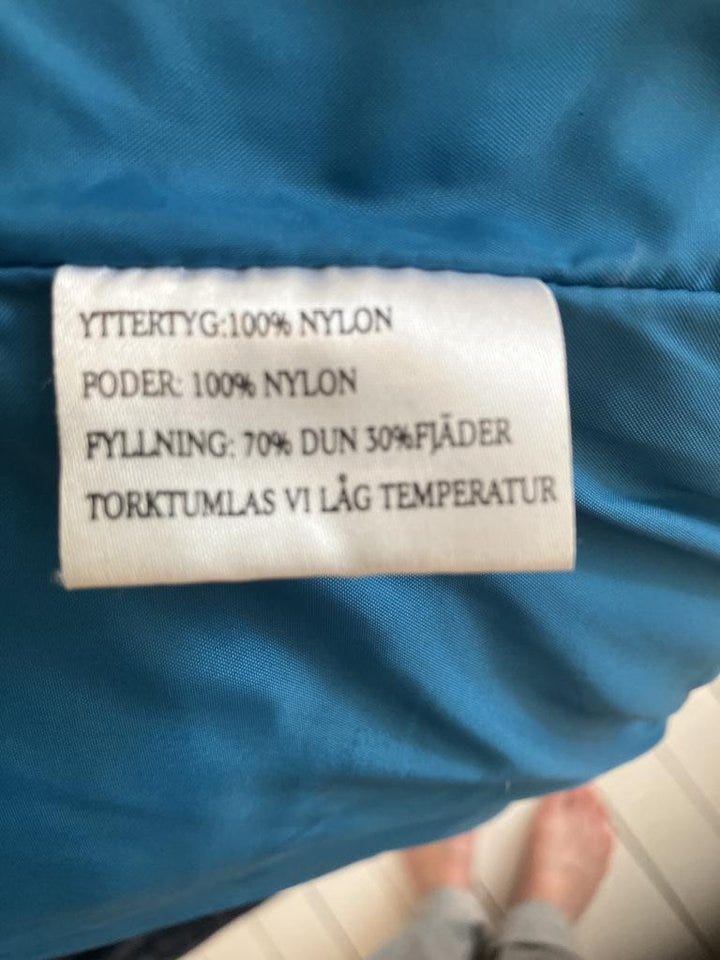 YTTERTYG:100% NYLON
PODER: 100% NYLON
FYLLNING: 70% DUN 30%FJÄDER
TORKTUMLAS VI LÅG TEMPERATUR